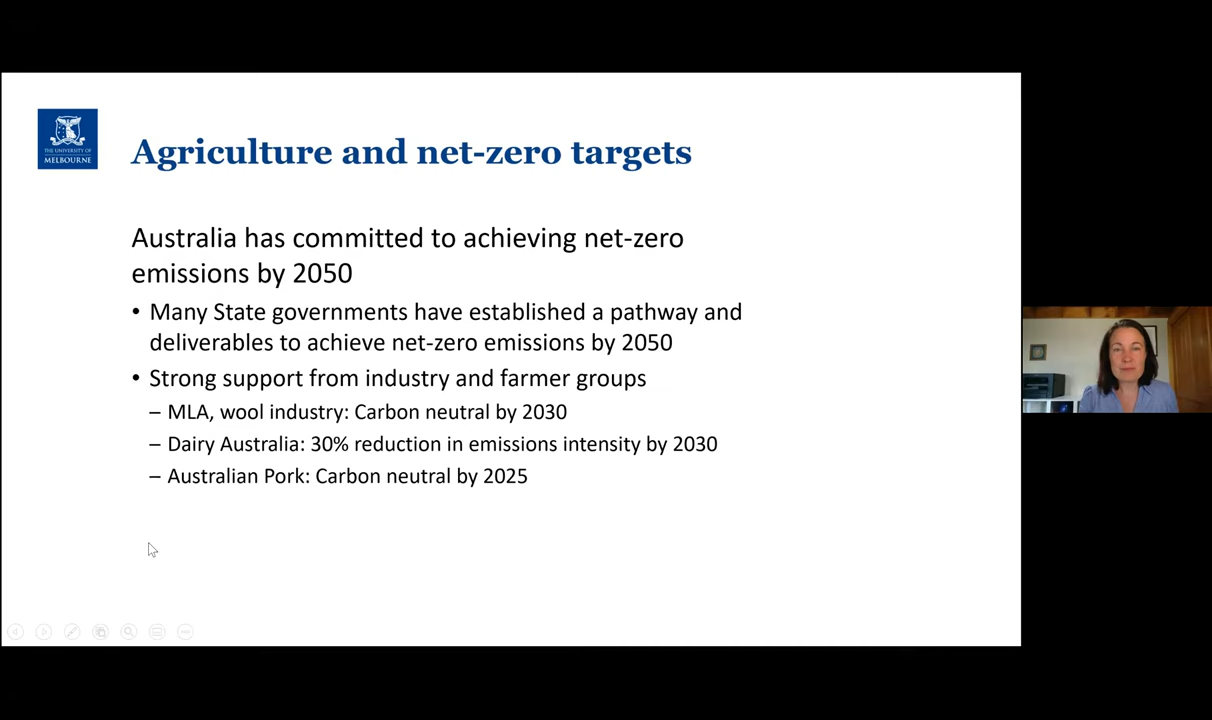 THE UNIVERSITY OF
MELBOURNE
Agriculture and net-zero targets
Australia has committed to achieving net-zero
emissions by 2050
• Many State governments have established a pathway and
deliverables to achieve net-zero emissions by 2050
• Strong support from industry and farmer groups
– MLA, wool industry: Carbon neutral by 2030
– Dairy Australia: 30% reduction in emissions intensity by 2030
– Australian Pork: Carbon neutral by 2025